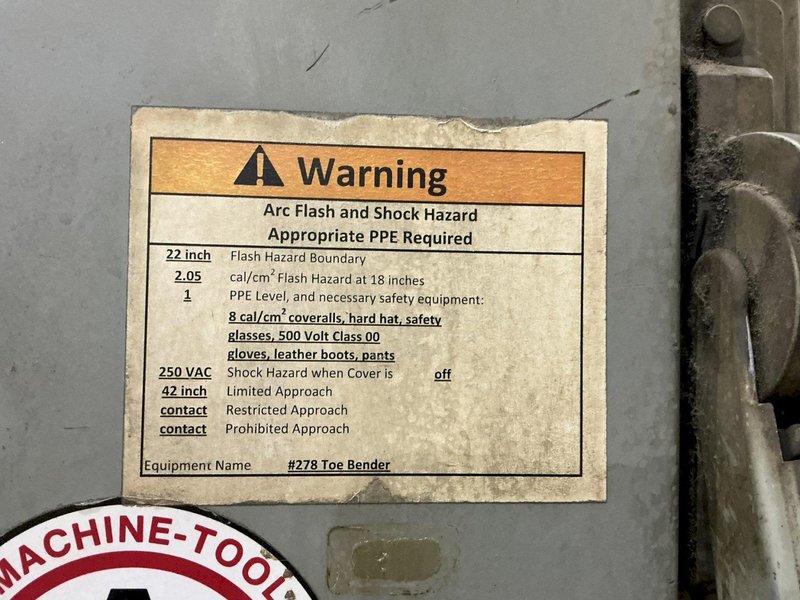 Warning
Arc Flash and Shock Hazard
Appropriate PPE Required
22 inch Flash Hazard Boundary
2.05 cal/cm² Flash Hazard at 18 inches
1 PPE Level, and necessary safety equipment:
8 cal/cm² coveralls, hard hat, safety
glasses, 500 Volt Class 00
gloves, leather boots, pants
250 VAC Shock Hazard when Cover is off
42 inch Limited Approach
contact Restricted Approach
contact Prohibited Approach
Equipment Name #278 Toe Bender
MACHINE-TOOL